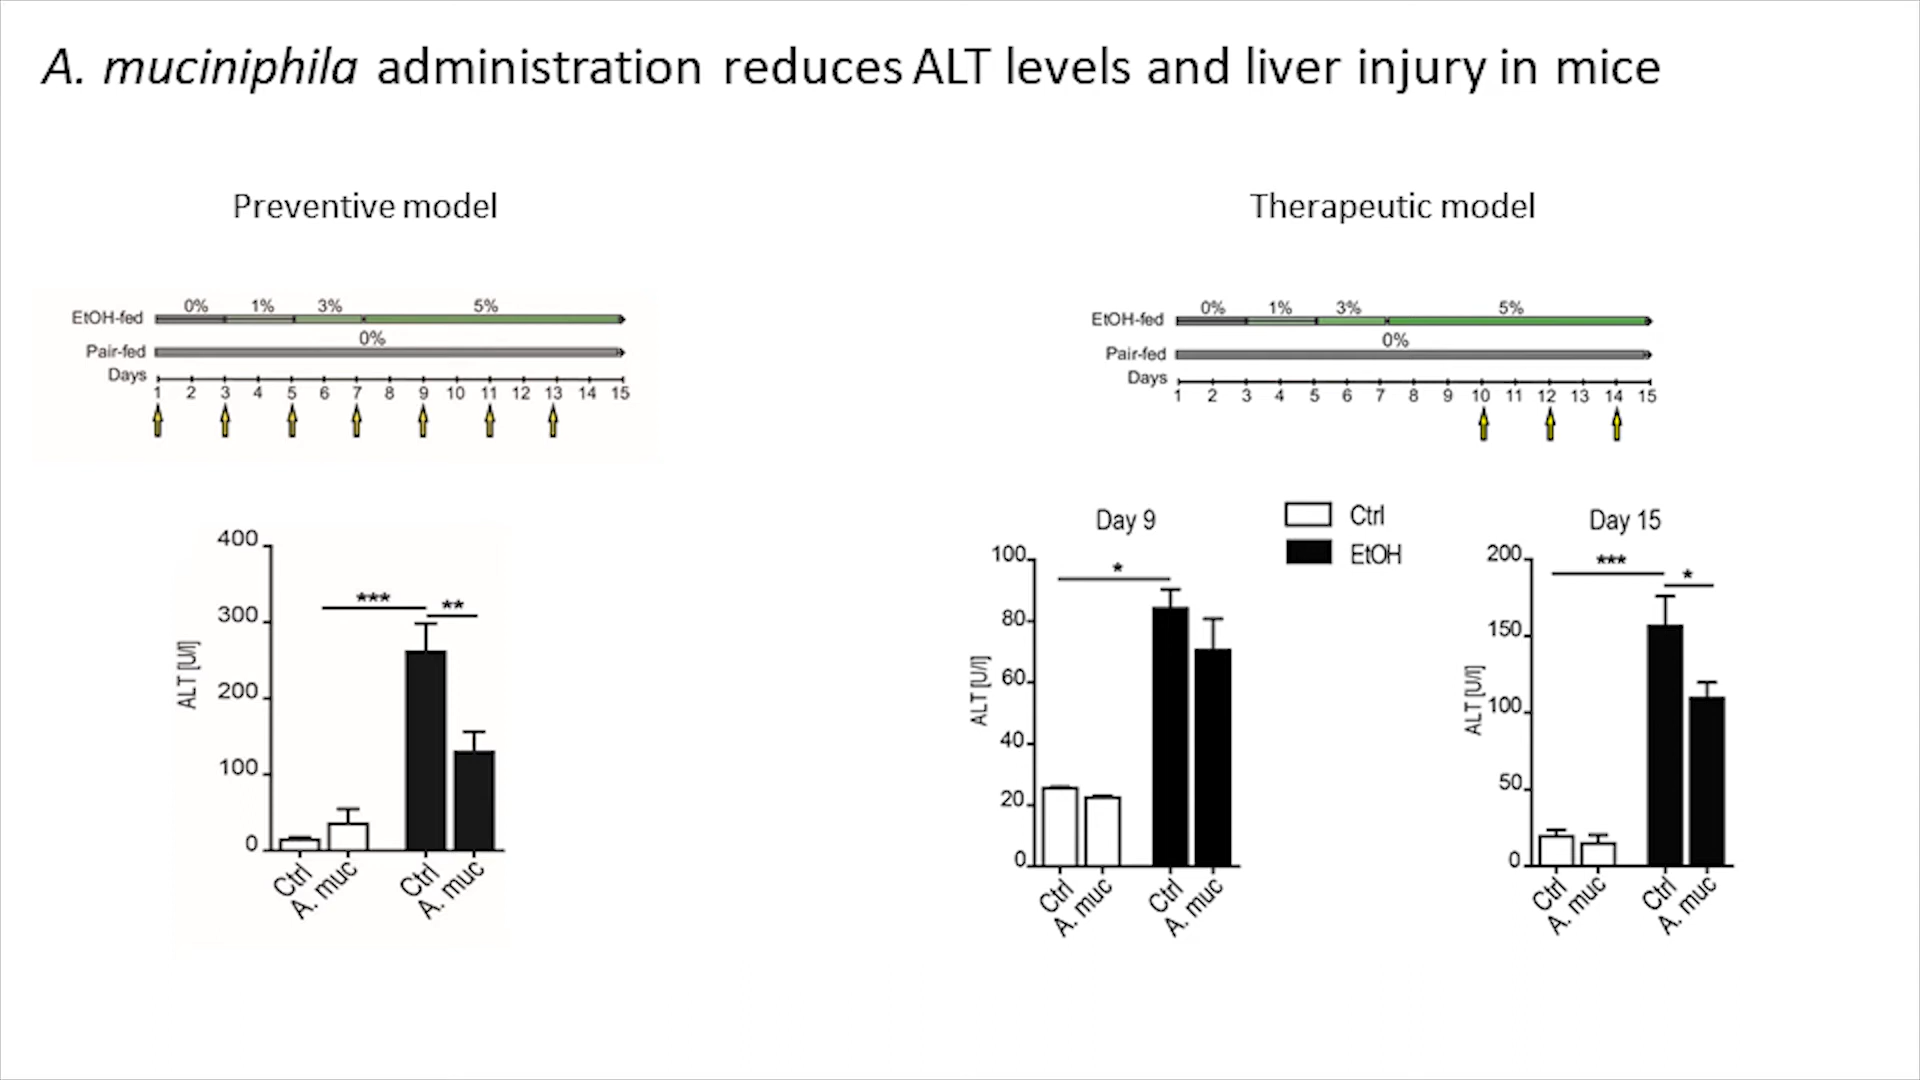 A. muciniphila administration reduces ALT levels and liver injury in mice
Preventive model
0% 1% 3% 5%
EtOH-fed
0%
Pair-fed
Days
1 2 3 4 5 6 7 8 9 10 11 12 13 14 15
400
300
200
100
0
ALT [U/l]
*** **
Ctrl
A. muc
Ctrl
A. muc
Therapeutic model
0% 1% 3% 5%
EtOH-fed
0%
Pair-fed
Days
1 2 3 4 5 6 7 8 9 10 11 12 13 14 15
Day 9
100
80
60
40
20
0
ALT [U/l]
*
Ctrl
A. muc
Ctrl
A. muc
Ctrl
EtOH
Day 15
200
150
100
50
0
ALT [U/l]
*** *
Ctrl
A. muc
Ctrl
A. muc